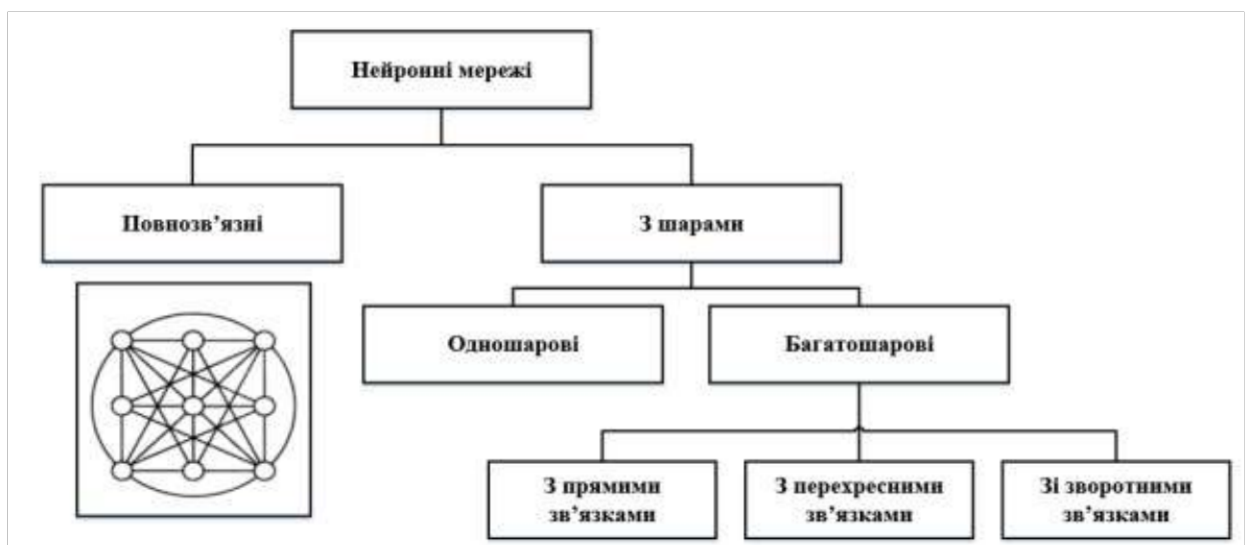 Нейронні мережі
Повнозв’язні
З шарами
Одношарові
Багатошарові
З прямими
зв’язками
З перехресними
зв’язками
Зі зворотними
зв’язками